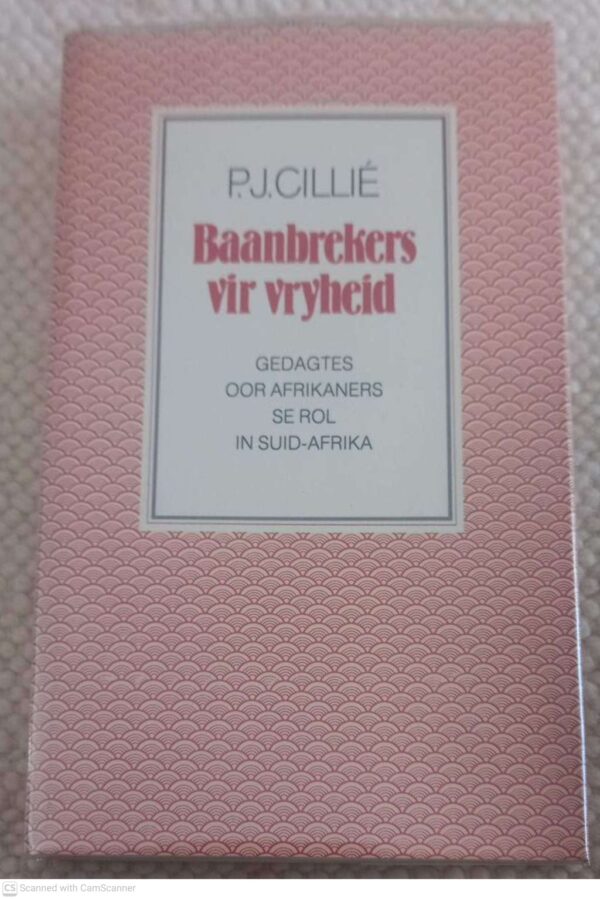 P.J. CILLIÉ
Baanbrekers
vir vryheid
GEDAGTES
OOR AFRIKANERS
SE ROL
IN SUID-AFRIKA
CS Scanned with CamScanner